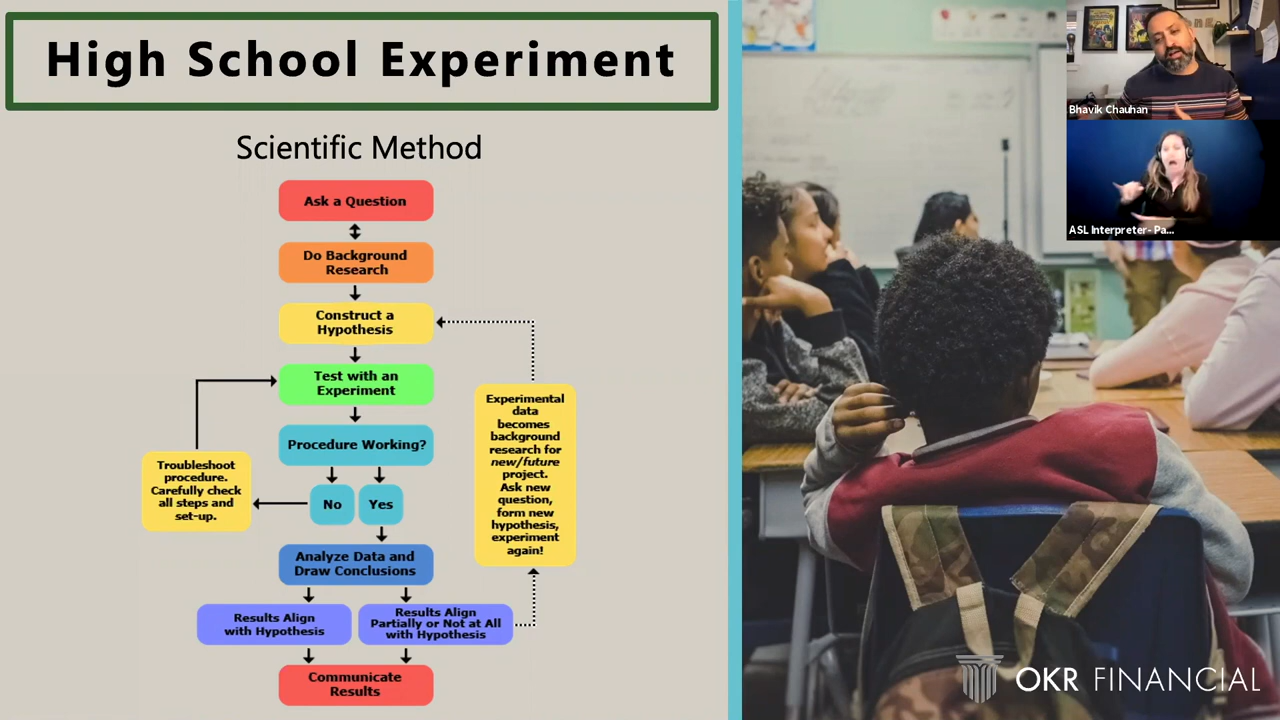 High School Experiment
Scientific Method
Ask a Question
Do Background
Research
Construct a
Hypothesis
Test with an
Experiment
Procedure Working?
No
Yes
Troubleshoot
procedure.
Carefully check
all steps and
set-up.
Experimental
data
becomes
background
research for
new/future
project.
Ask new
question,
form new
hypothesis,
experiment
again!
Analyze Data and
Draw Conclusions
Results Align
with Hypothesis
Results Align
Partially or Not at All
with Hypothesis
Communicate
Results
Bhavik Chauhan
ASL Interpreter- Pa...
OKR FINANCIAL